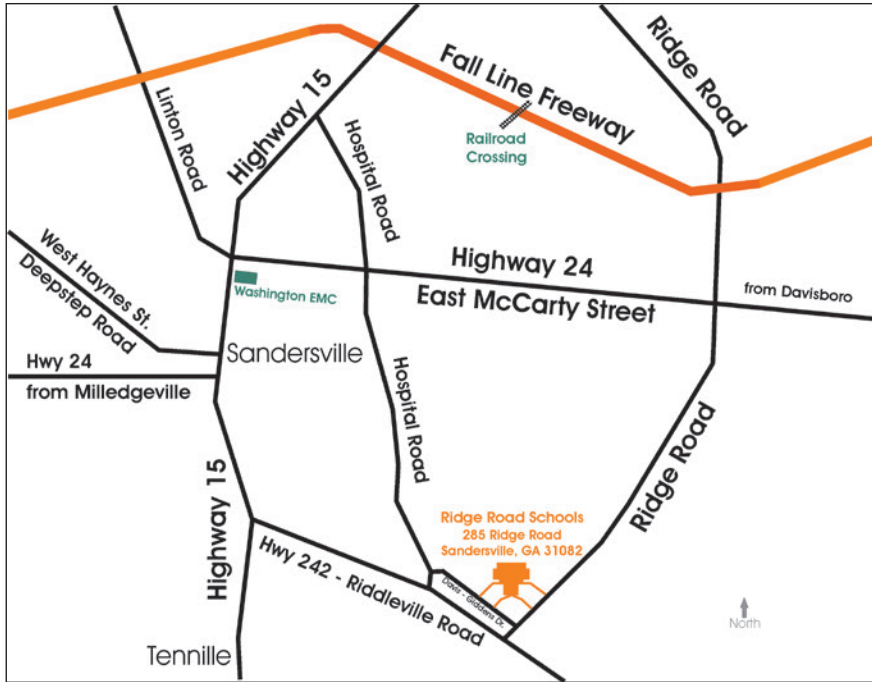 Ridge Road
Fall Line Freeway
Highway 15
Linton Road
Hospital Road
Railroad
Crossing
West Haynes St.
Deepstep Road
Highway 24
East McCarty Street
from Davisboro
Washington EMC
Sandersville
Hwy 24
from Milledgeville
Hospital Road
Ridge Road
Highway 15
Ridge Road Schools
285 Ridge Road
Sandersville, GA 31082
Hwy 242 - Riddleville Road
Davis - Giddens Dr.
North
Tennille